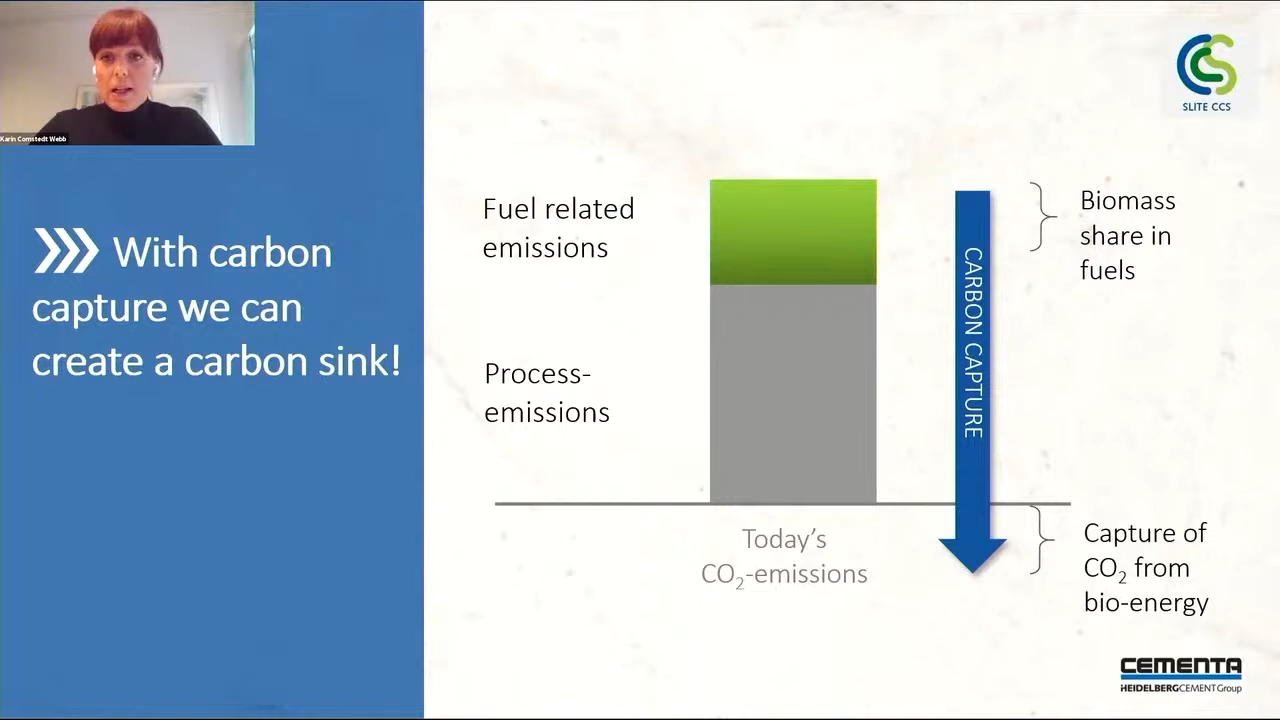 Karin Comstedt Webb
With carbon
capture we can
create a carbon sink!
SLITE CCS
Fuel related
emissions
Process-
emissions
CARBON CAPTURE
Biomass
share in
fuels
Today’s
CO₂-emissions
Capture of
CO₂ from
bio-energy
CEMENTA
HEIDELBERGCEMENT Group